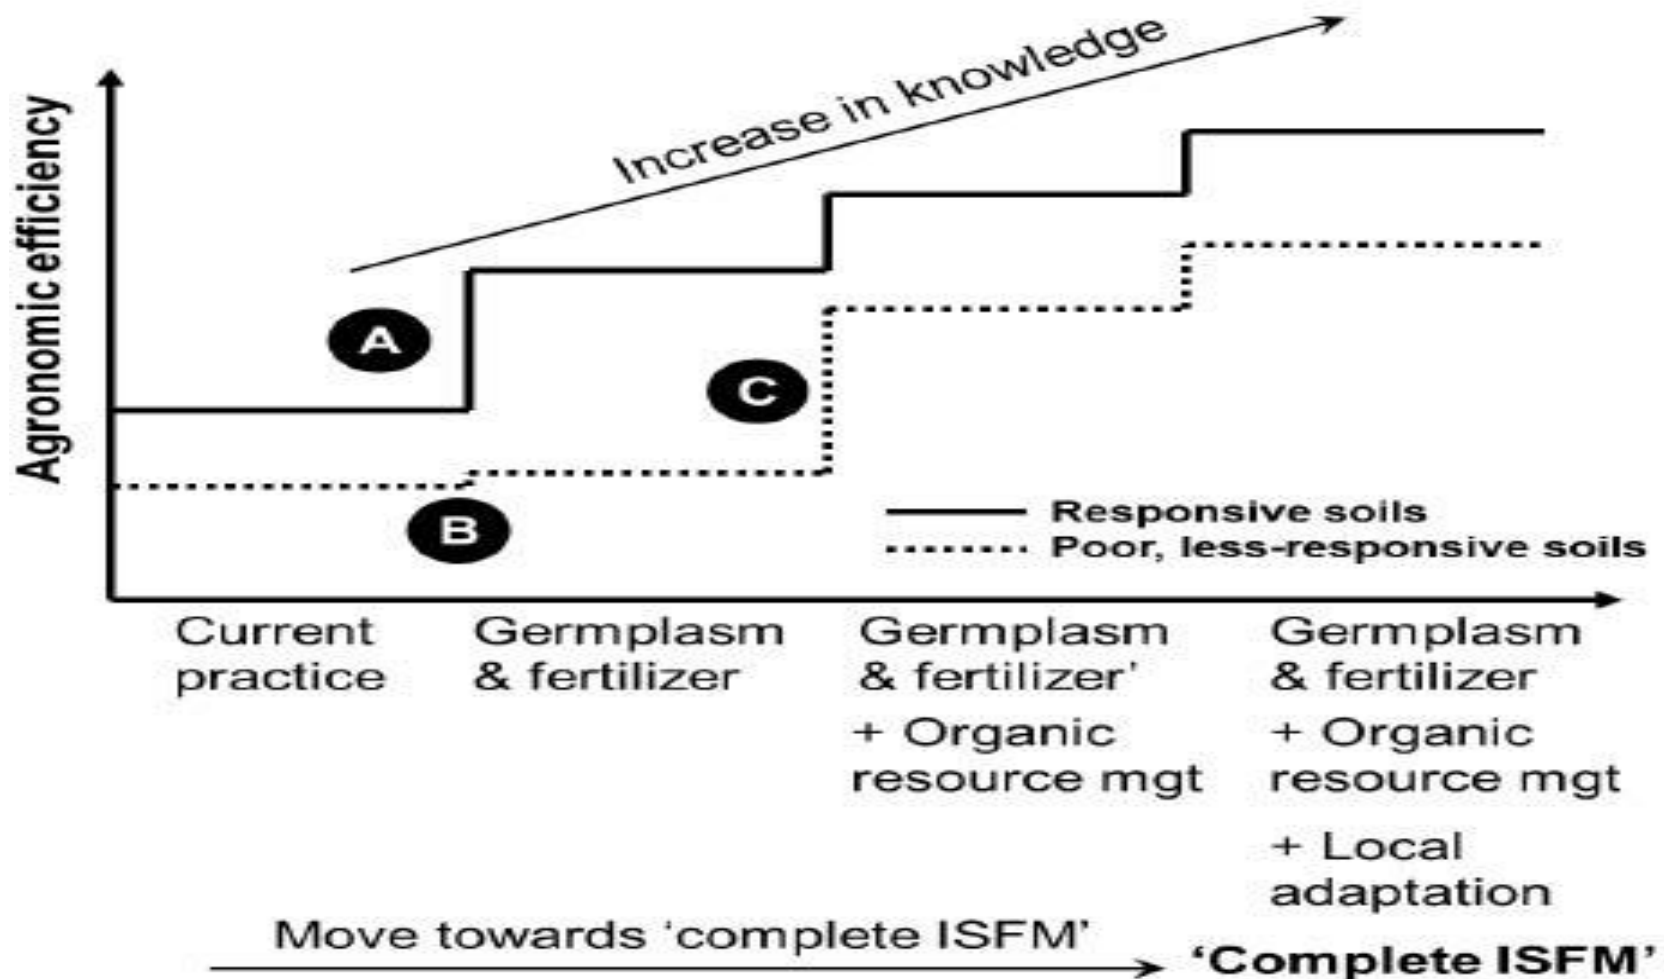 Increase in knowledge
Agronomic efficiency
A
C
B
Responsive soils
Poor, less-responsive soils
Current
practice
Germplasm
& fertilizer
Germplasm
& fertilizer’
+ Organic
resource mgt
Germplasm
& fertilizer
+ Organic
resource mgt
+ Local
adaptation
Move towards ‘complete ISFM’
‘Complete ISFM’